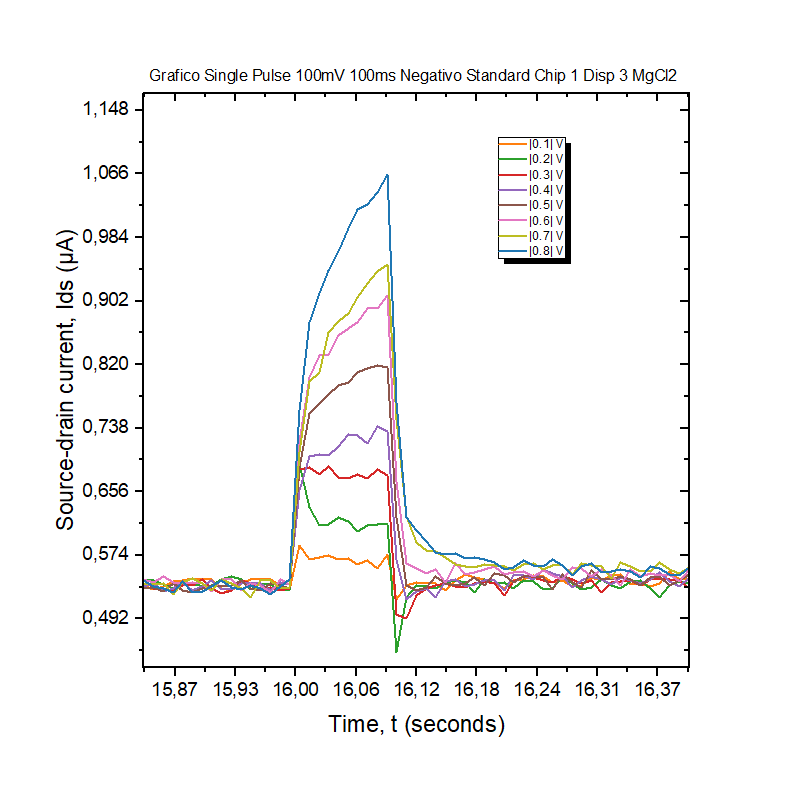 Grafico Single Pulse 100mV 100ms Negativo Standard Chip 1 Disp 3 MgCl2
1,148
1,066
0,984
0,902
0,820
0,738
0,656
0,574
0,492
Source-drain current, Ids (μA)
|0.1| V
|0.2| V
|0.3| V
|0.4| V
|0.5| V
|0.6| V
|0.7| V
|0.8| V
15,87 15,93 16,00 16,06 16,12 16,18 16,24 16,31 16,37
Time, t (seconds)